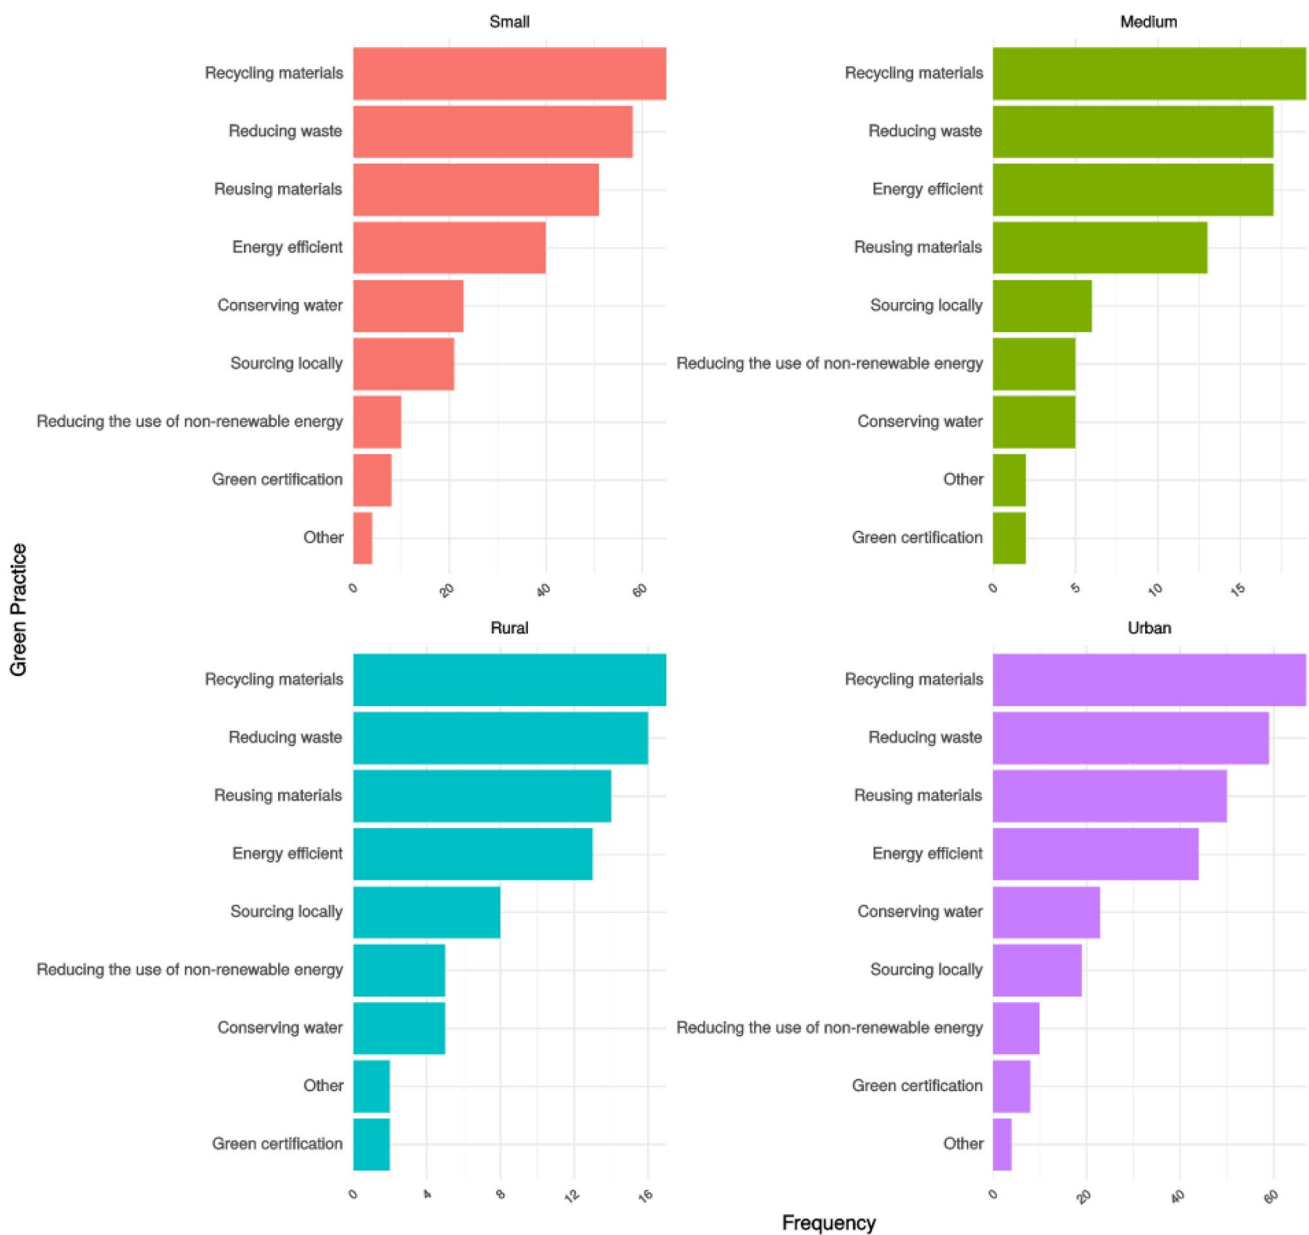 Small
Recycling materials
Reducing waste
Reusing materials
Energy efficient
Conserving water
Sourcing locally
Reducing the use of non-renewable energy
Green certification
Other
0 20 40 60
Medium
Recycling materials
Reducing waste
Energy efficient
Reusing materials
Sourcing locally
Reducing the use of non-renewable energy
Conserving water
Other
Green certification
0 5 10 15
Green Practice
Rural
Recycling materials
Reducing waste
Reusing materials
Energy efficient
Sourcing locally
Reducing the use of non-renewable energy
Conserving water
Other
Green certification
0 4 8 12 16
Urban
Recycling materials
Reducing waste
Reusing materials
Energy efficient
Conserving water
Sourcing locally
Reducing the use of non-renewable energy
Green certification
Other
0 20 40 60
Frequency